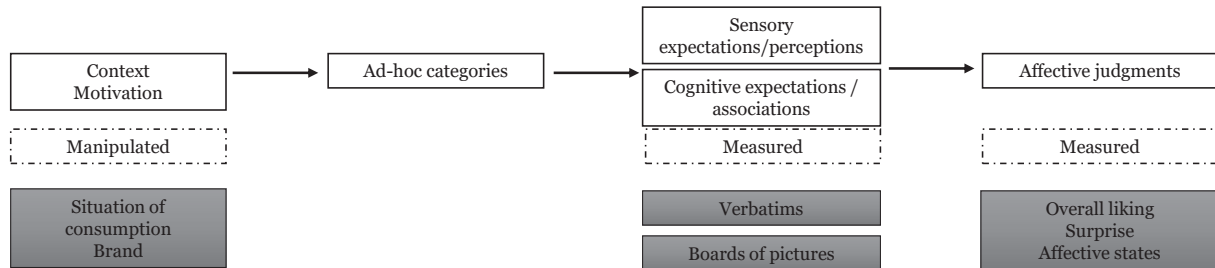 Context
Motivation
Ad-hoc categories
Sensory
expectations/perceptions
Cognitive expectations /
associations
Affective judgments
Manipulated
Measured
Measured
Situation of
consumption
Brand
Verbatims
Boards of pictures
Overall liking
Surprise
Affective states